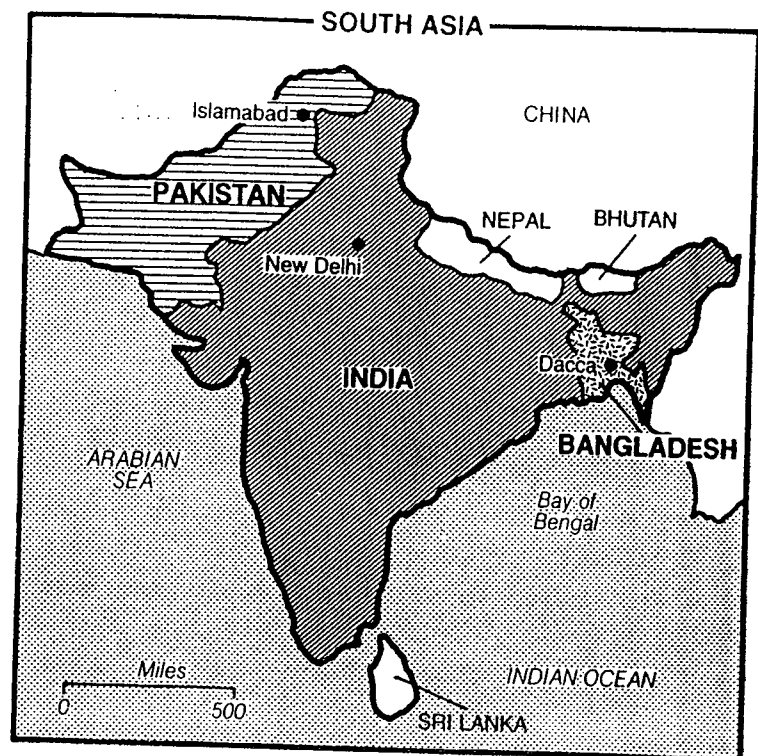 SOUTH ASIA
Islamabad
CHINA
PAKISTAN
NEPAL
BHUTAN
New Delhi
INDIA
Dacca
BANGLADESH
ARABIAN
SEA
Bay of
Bengal
Miles
0 500
INDIAN OCEAN
SRI LANKA